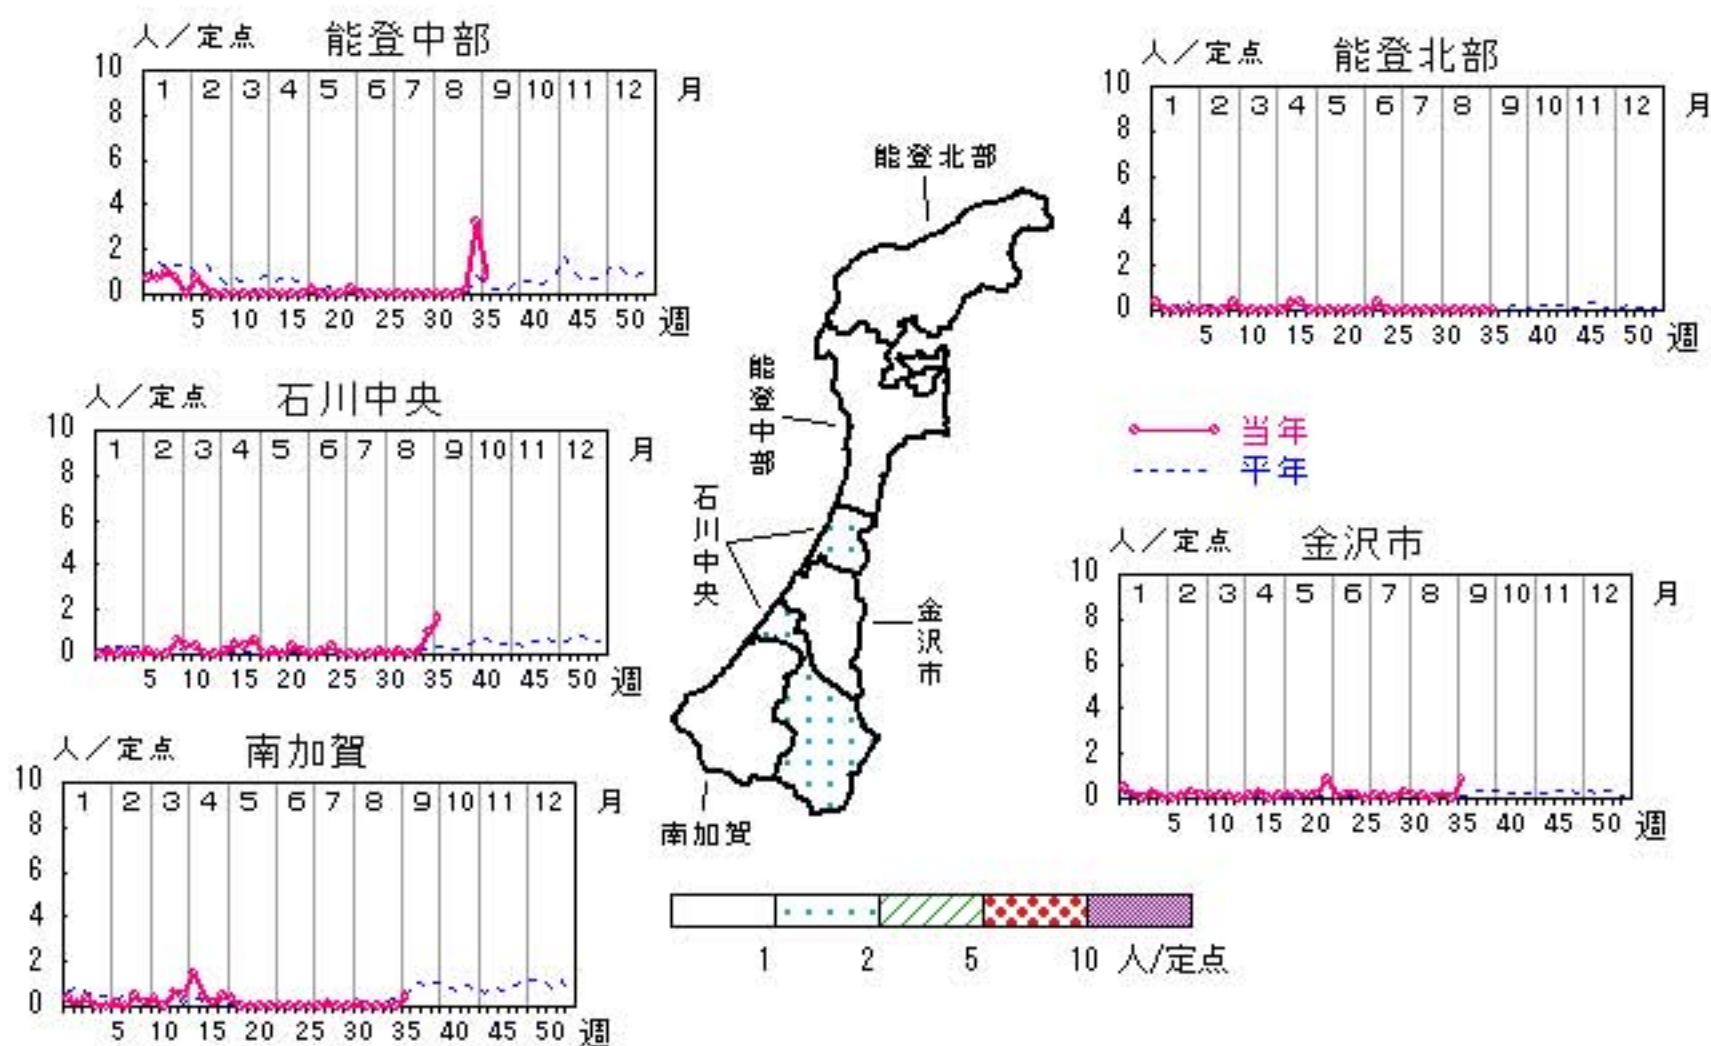 人／定点 能登中部
10 8 6 4 2 0
1 2 3 4 5 6 7 8 9 10 11 12 月
5 10 15 20 25 30 35 40 45 50 週
人／定点 能登北部
10 8 6 4 2 0
1 2 3 4 5 6 7 8 9 10 11 12 月
5 10 15 20 25 30 35 40 45 50 週
人／定点 石川中央
10 8 6 4 2 0
1 2 3 4 5 6 7 8 9 10 11 12 月
5 10 15 20 25 30 35 40 45 50 週
能登北部
能登中部
石川中央
金沢市
南加賀
当年
平年
人／定点 金沢市
10 8 6 4 2 0
1 2 3 4 5 6 7 8 9 10 11 12 月
5 10 15 20 25 30 35 40 45 50 週
人／定点 南加賀
10 8 6 4 2 0
1 2 3 4 5 6 7 8 9 10 11 12 月
5 10 15 20 25 30 35 40 45 50 週
1 2 5 10 人/定点